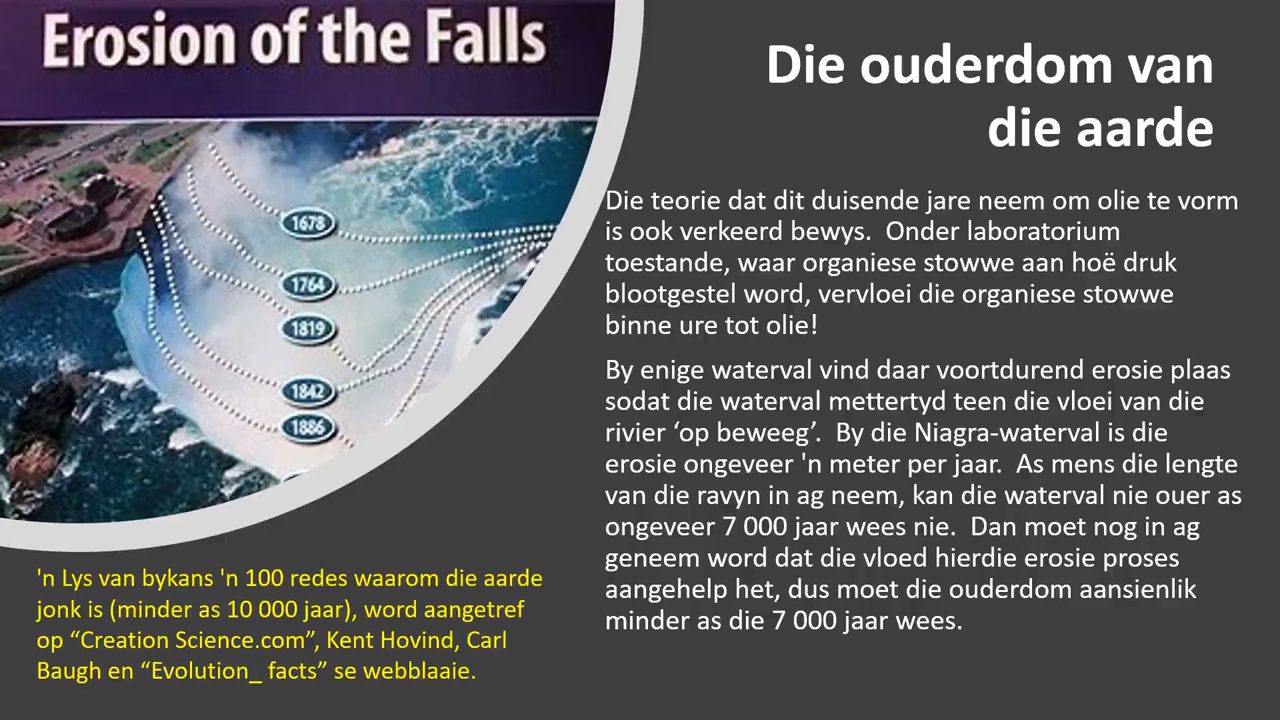 Erosion of the Falls
1678
1764
1819
1842
1886
Die ouderdom van
die aarde
Die teorie dat dit duisende jare neem om olie te vorm
is ook verkeerd bewys.  Onder laboratorium
toestande, waar organiese stowwe aan hoë druk
blootgestel word, vervloei die organiese stowwe
binne ure tot olie!
By enige waterval vind daar voortdurend erosie plaas
sodat die waterval mettertyd teen die vloei van die
rivier ‘op beweeg’.  By die Niagra-waterval is die
erosie ongeveer 'n meter per jaar.  As mens die lengte
van die ravyn in ag neem, kan die waterval nie ouer as
ongeveer 7 000 jaar wees nie.  Dan moet nog in ag
geneem word dat die vloed hierdie erosie proses
aangehelp het, dus moet die ouderdom aansienlik
minder as die 7 000 jaar wees.
'n Lys van bykans 'n 100 redes waarom die aarde
jonk is (minder as 10 000 jaar), word aangetref
op “Creation Science.com”, Kent Hovind, Carl
Baugh en “Evolution_ facts” se webblaaie.